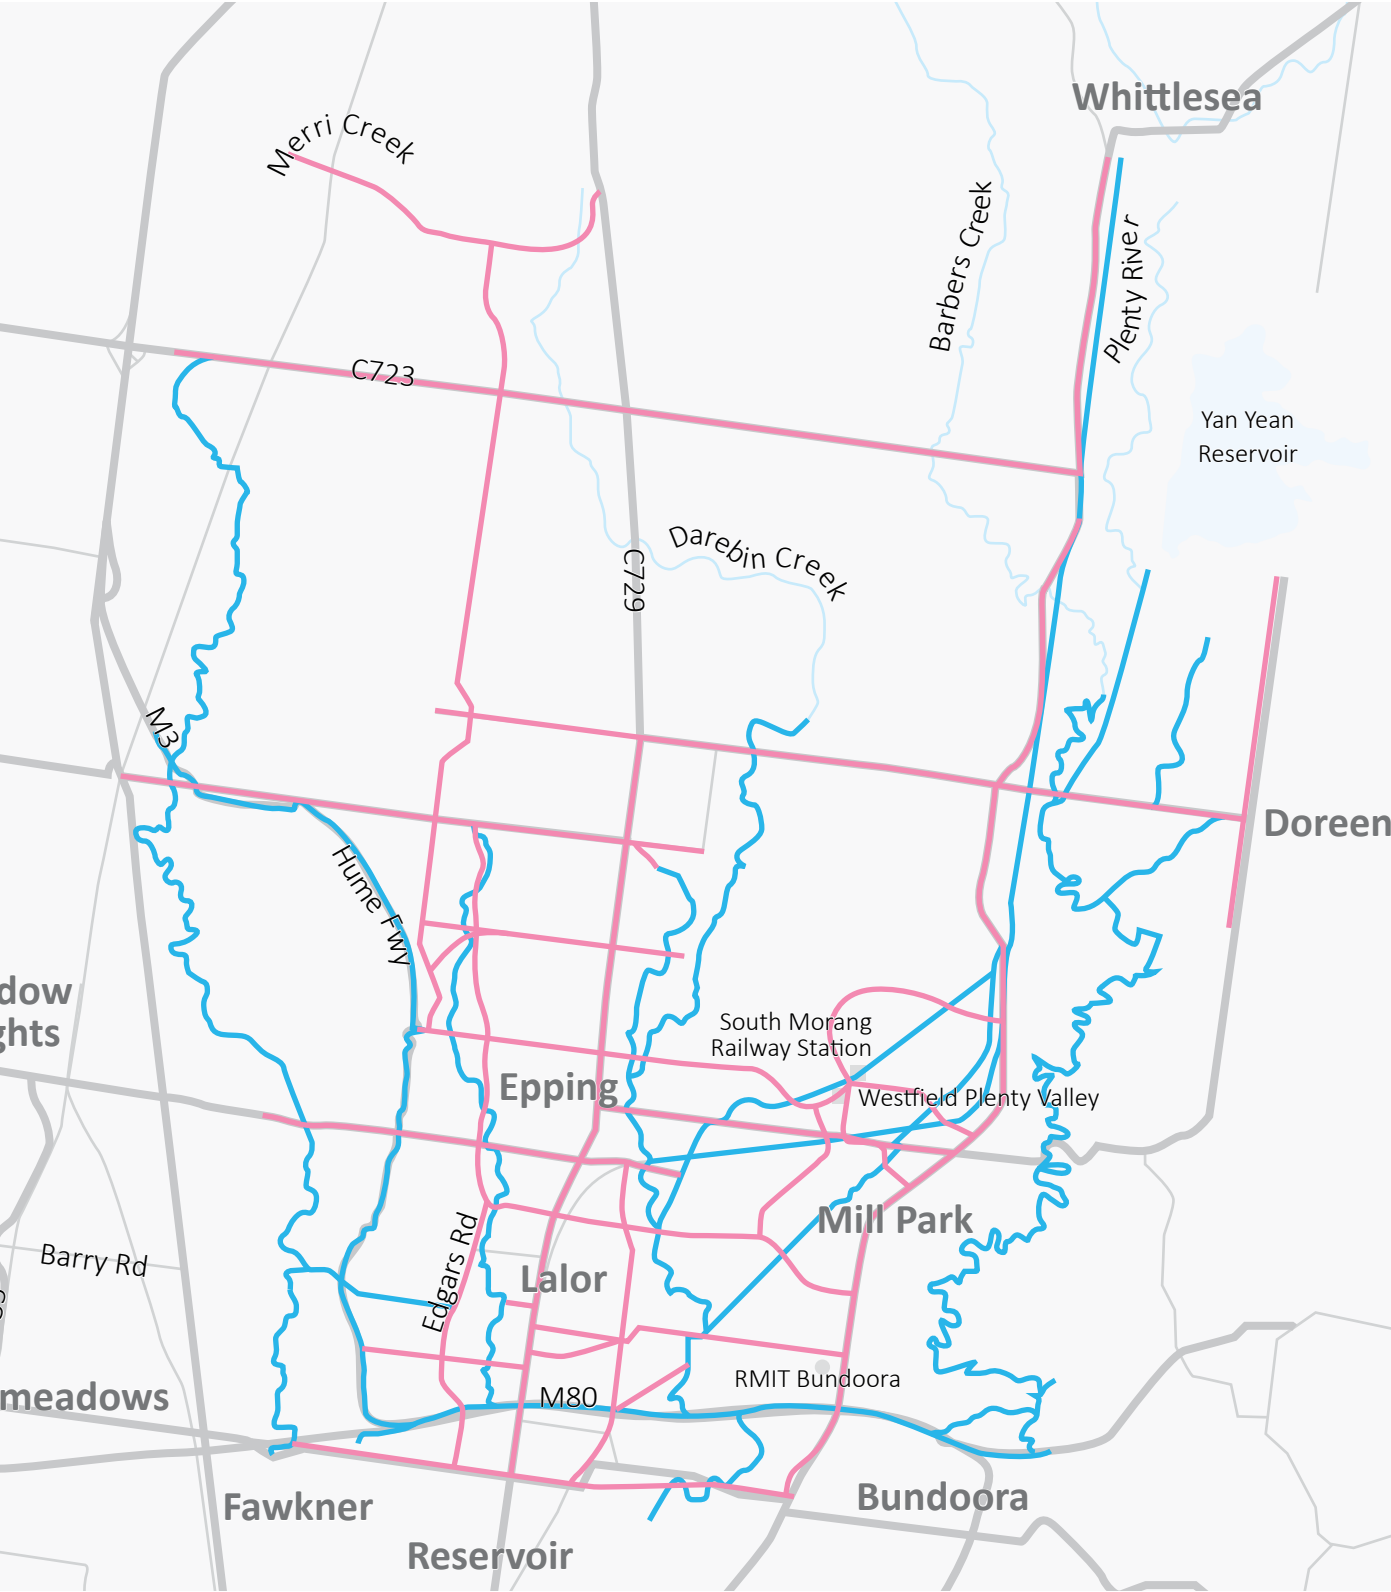 Whittlesea
Merri Creek
Barbers Creek
Plenty River
C723
Yan Yean
Reservoir
Darebin Creek
C729
M3
Doreen
Hume Fwy
dow
ghts
South Morang
Railway Station
Epping
Westfield Plenty Valley
Mill Park
Barry Rd
Edgars Rd
Lalor
RMIT Bundoora
meadows
M80
Fawkner
Bundoora
Reservoir